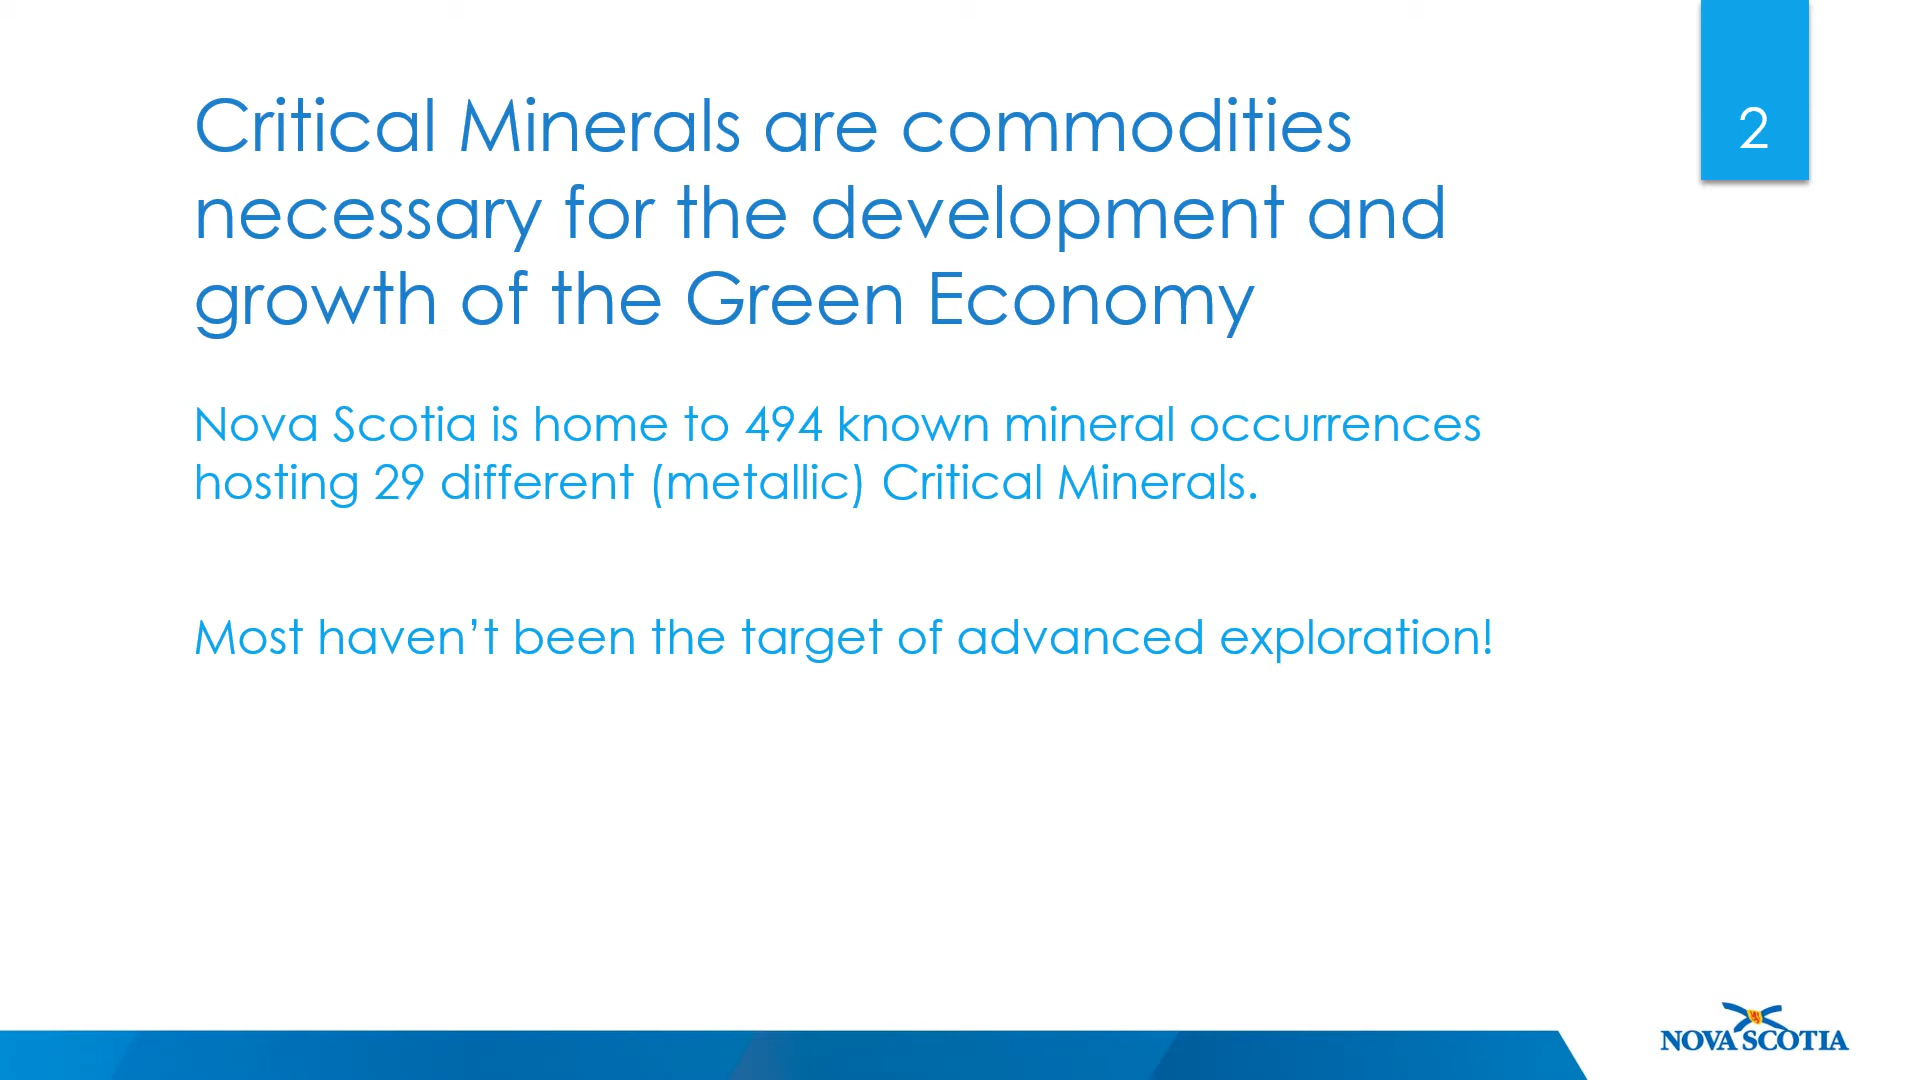 Critical Minerals are commodities
necessary for the development and
growth of the Green Economy
2
Nova Scotia is home to 494 known mineral occurrences
hosting 29 different (metallic) Critical Minerals.
Most haven’t been the target of advanced exploration!
NOVA SCOTIA